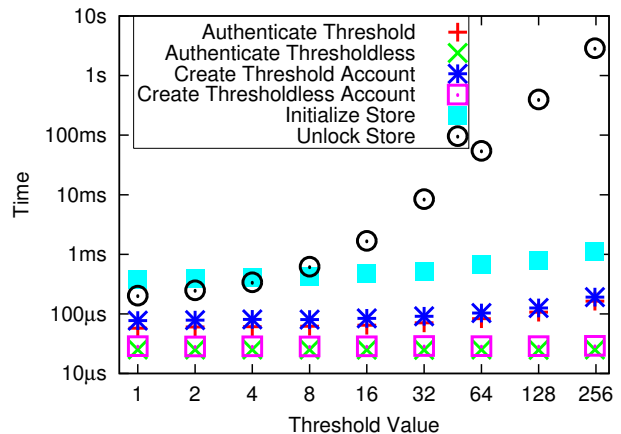 10s
1s
100ms
10ms
1ms
100µs
10µs
Time
Authenticate Threshold
Authenticate Thresholdless
Create Threshold Account
Create Thresholdless Account
Initialize Store
Unlock Store
1 2 4 8 16 32 64 128 256
Threshold Value